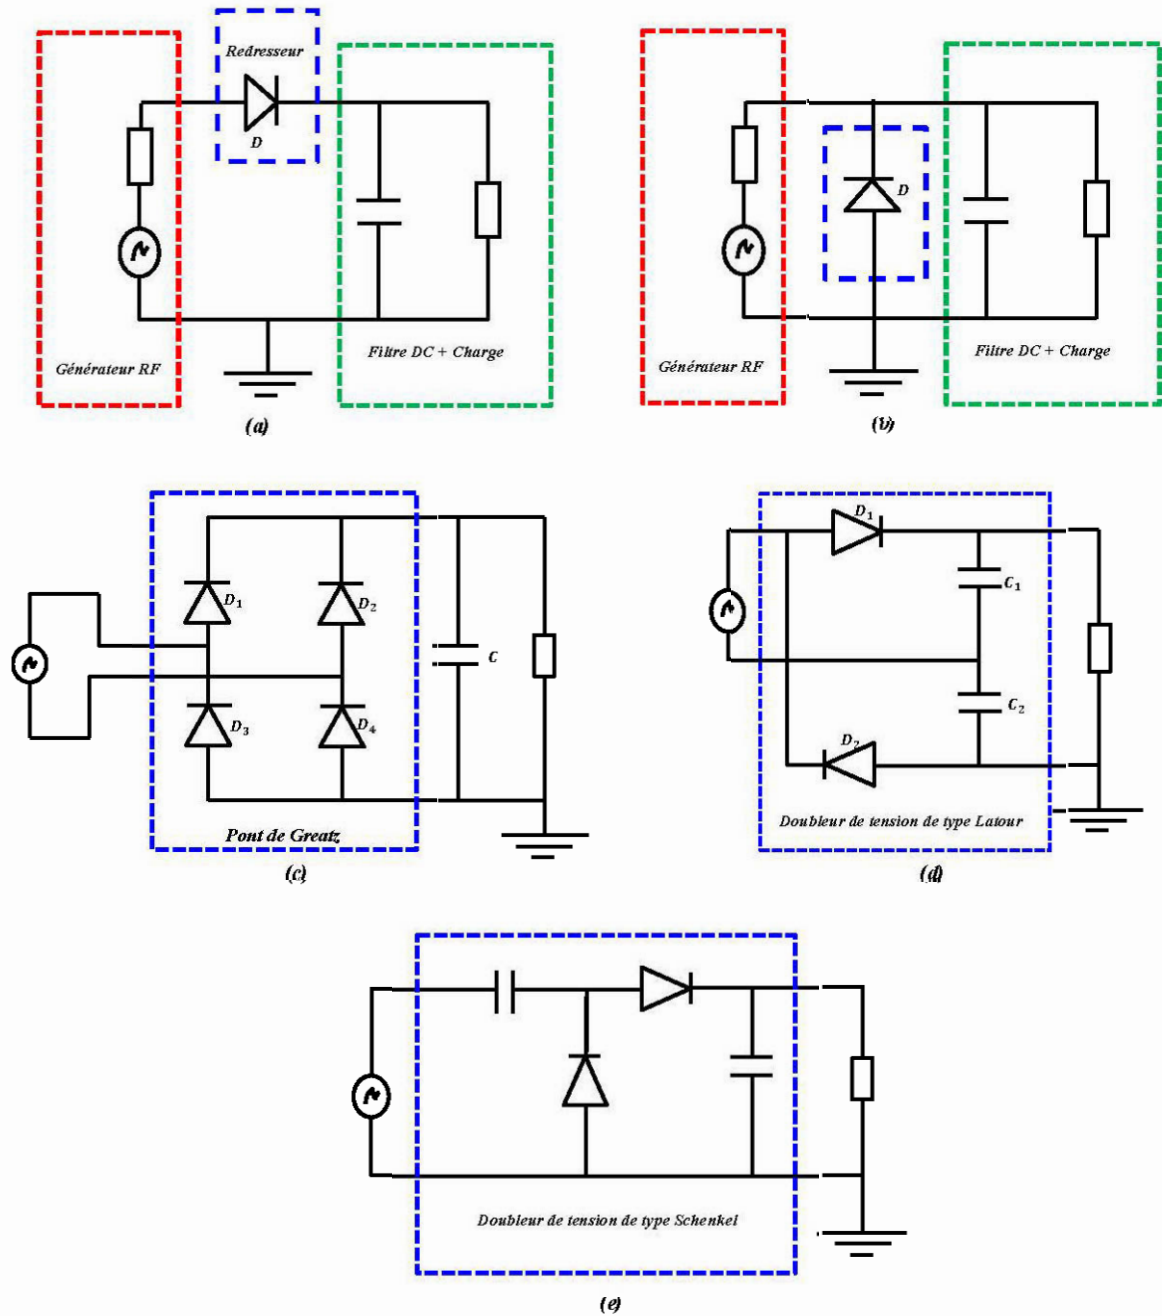 Redresseur
D
Générateur RF
Filtre DC + Charge
(a)
D
Générateur RF
Filtre DC + Charge
(b)
D1
D2
C
D3
D4
Pont de Greatz
(c)
D1
C1
C2
D2
Doubleur de tension de type Latour
(d)
Doubleur de tension de type Schenkel
(e)